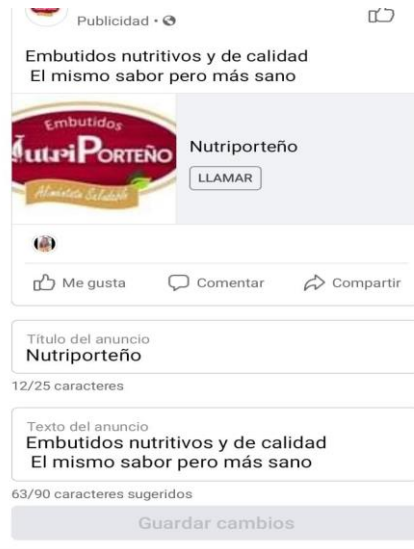 Publicidad •
Embutidos nutritivos y de calidad
El mismo sabor pero más sano
Embutidos
NutriPorteño
Aliméntate Saludable
Nutriporteño
LLAMAR
Me gusta
Comentar
Compartir
Título del anuncio
Nutriporteño
12/25 caracteres
Texto del anuncio
Embutidos nutritivos y de calidad
El mismo sabor pero más sano
63/90 caracteres sugeridos
Guardar cambios